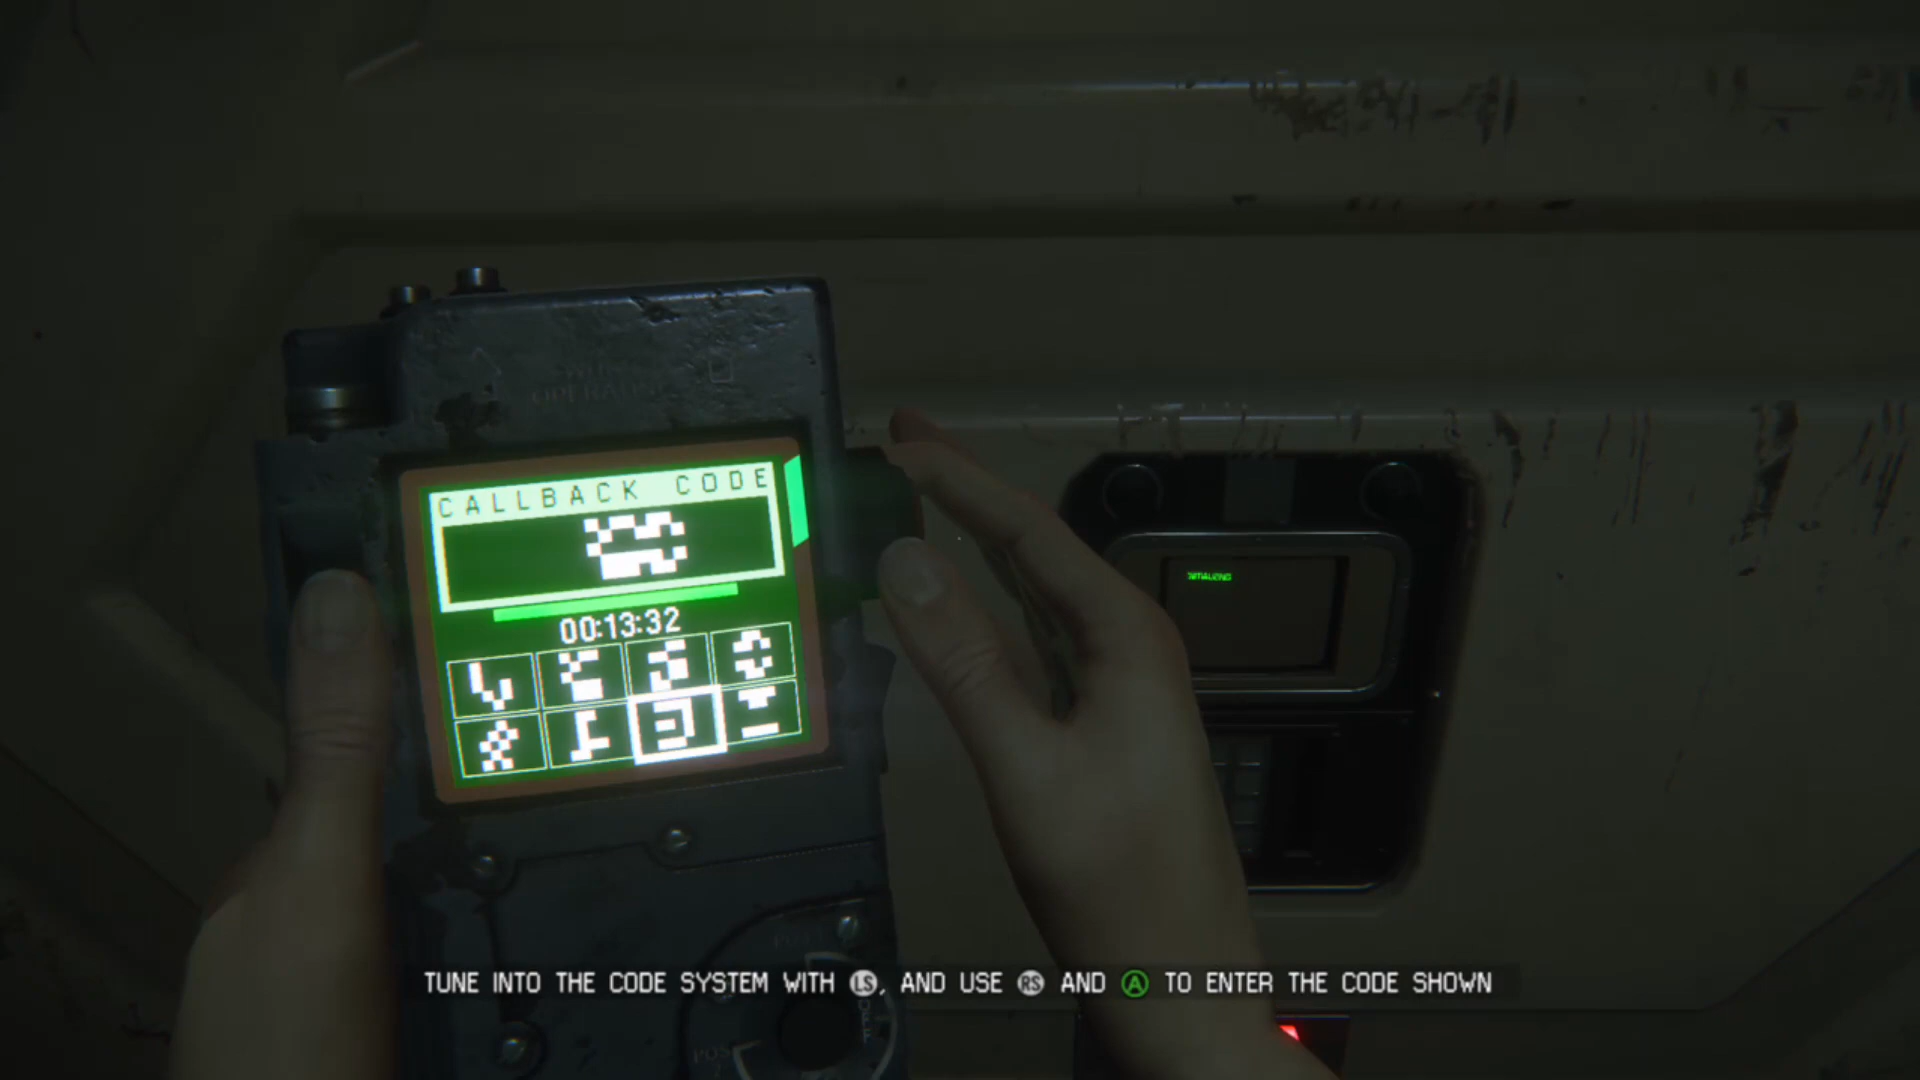 CALLBACK CODE
00:13:32
TUNE INTO THE CODE SYSTEM WITH LS, AND USE RS AND A TO ENTER THE CODE SHOWN